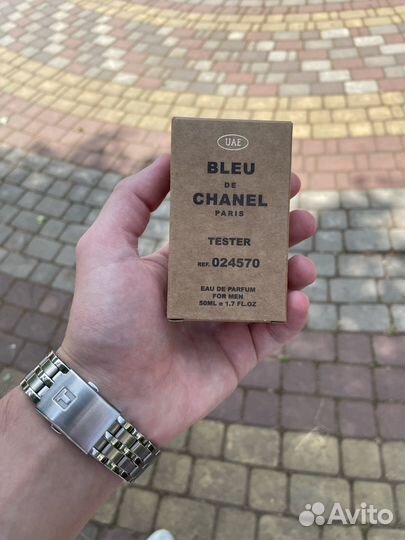 UAE
BLEU
DE
CHANEL
PARIS
TESTER
REF. 024570
EAU DE PARFUM
FOR MEN
50ML e 1.7 FL.OZ
T
Avito